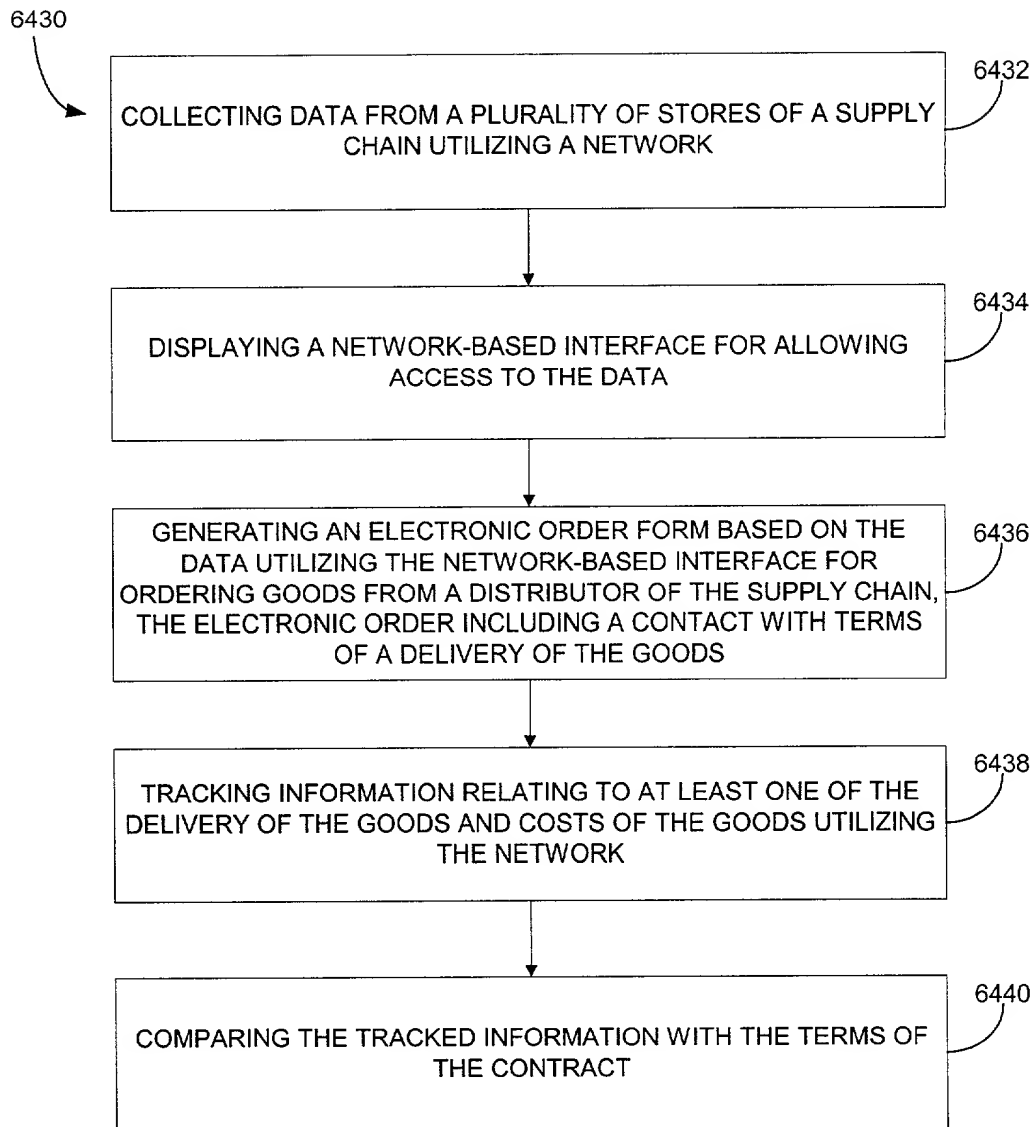 6430
6432
COLLECTING DATA FROM A PLURALITY OF STORES OF A SUPPLY
CHAIN UTILIZING A NETWORK
6434
DISPLAYING A NETWORK-BASED INTERFACE FOR ALLOWING
ACCESS TO THE DATA
6436
GENERATING AN ELECTRONIC ORDER FORM BASED ON THE
DATA UTILIZING THE NETWORK-BASED INTERFACE FOR
ORDERING GOODS FROM A DISTRIBUTOR OF THE SUPPLY CHAIN,
THE ELECTRONIC ORDER INCLUDING A CONTACT WITH TERMS
OF A DELIVERY OF THE GOODS
6438
TRACKING INFORMATION RELATING TO AT LEAST ONE OF THE
DELIVERY OF THE GOODS AND COSTS OF THE GOODS UTILIZING
THE NETWORK
6440
COMPARING THE TRACKED INFORMATION WITH THE TERMS OF
THE CONTRACT